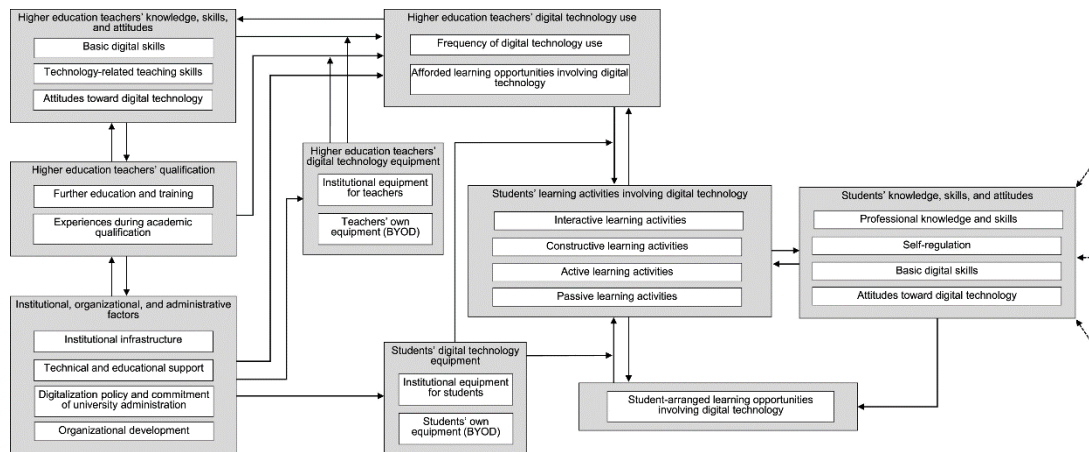 Higher education teachers' knowledge, skills,
and attitudes
Basic digital skills
Technology-related teaching skills
Attitudes toward digital technology
Higher education teachers' digital technology use
Frequency of digital technology use
Afforded learning opportunities involving digital
technology
Higher education teachers' qualification
Further education and training
Experiences during academic
qualification
Higher education teachers'
digital technology equipment
Institutional equipment
for teachers
Teachers' own
equipment (BYOD)
Students' learning activities involving digital technology
Interactive learning activities
Constructive learning activities
Active learning activities
Passive learning activities
Students' knowledge, skills, and attitudes
Professional knowledge and skills
Self-regulation
Basic digital skills
Attitudes toward digital technology
Institutional, organizational, and administrative
factors
Institutional infrastructure
Technical and educational support
Digitalization policy and commitment
of university administration
Organizational development
Students' digital technology
equipment
Institutional equipment
for students
Students' own
equipment (BYOD)
Student-arranged learning opportunities
involving digital technology